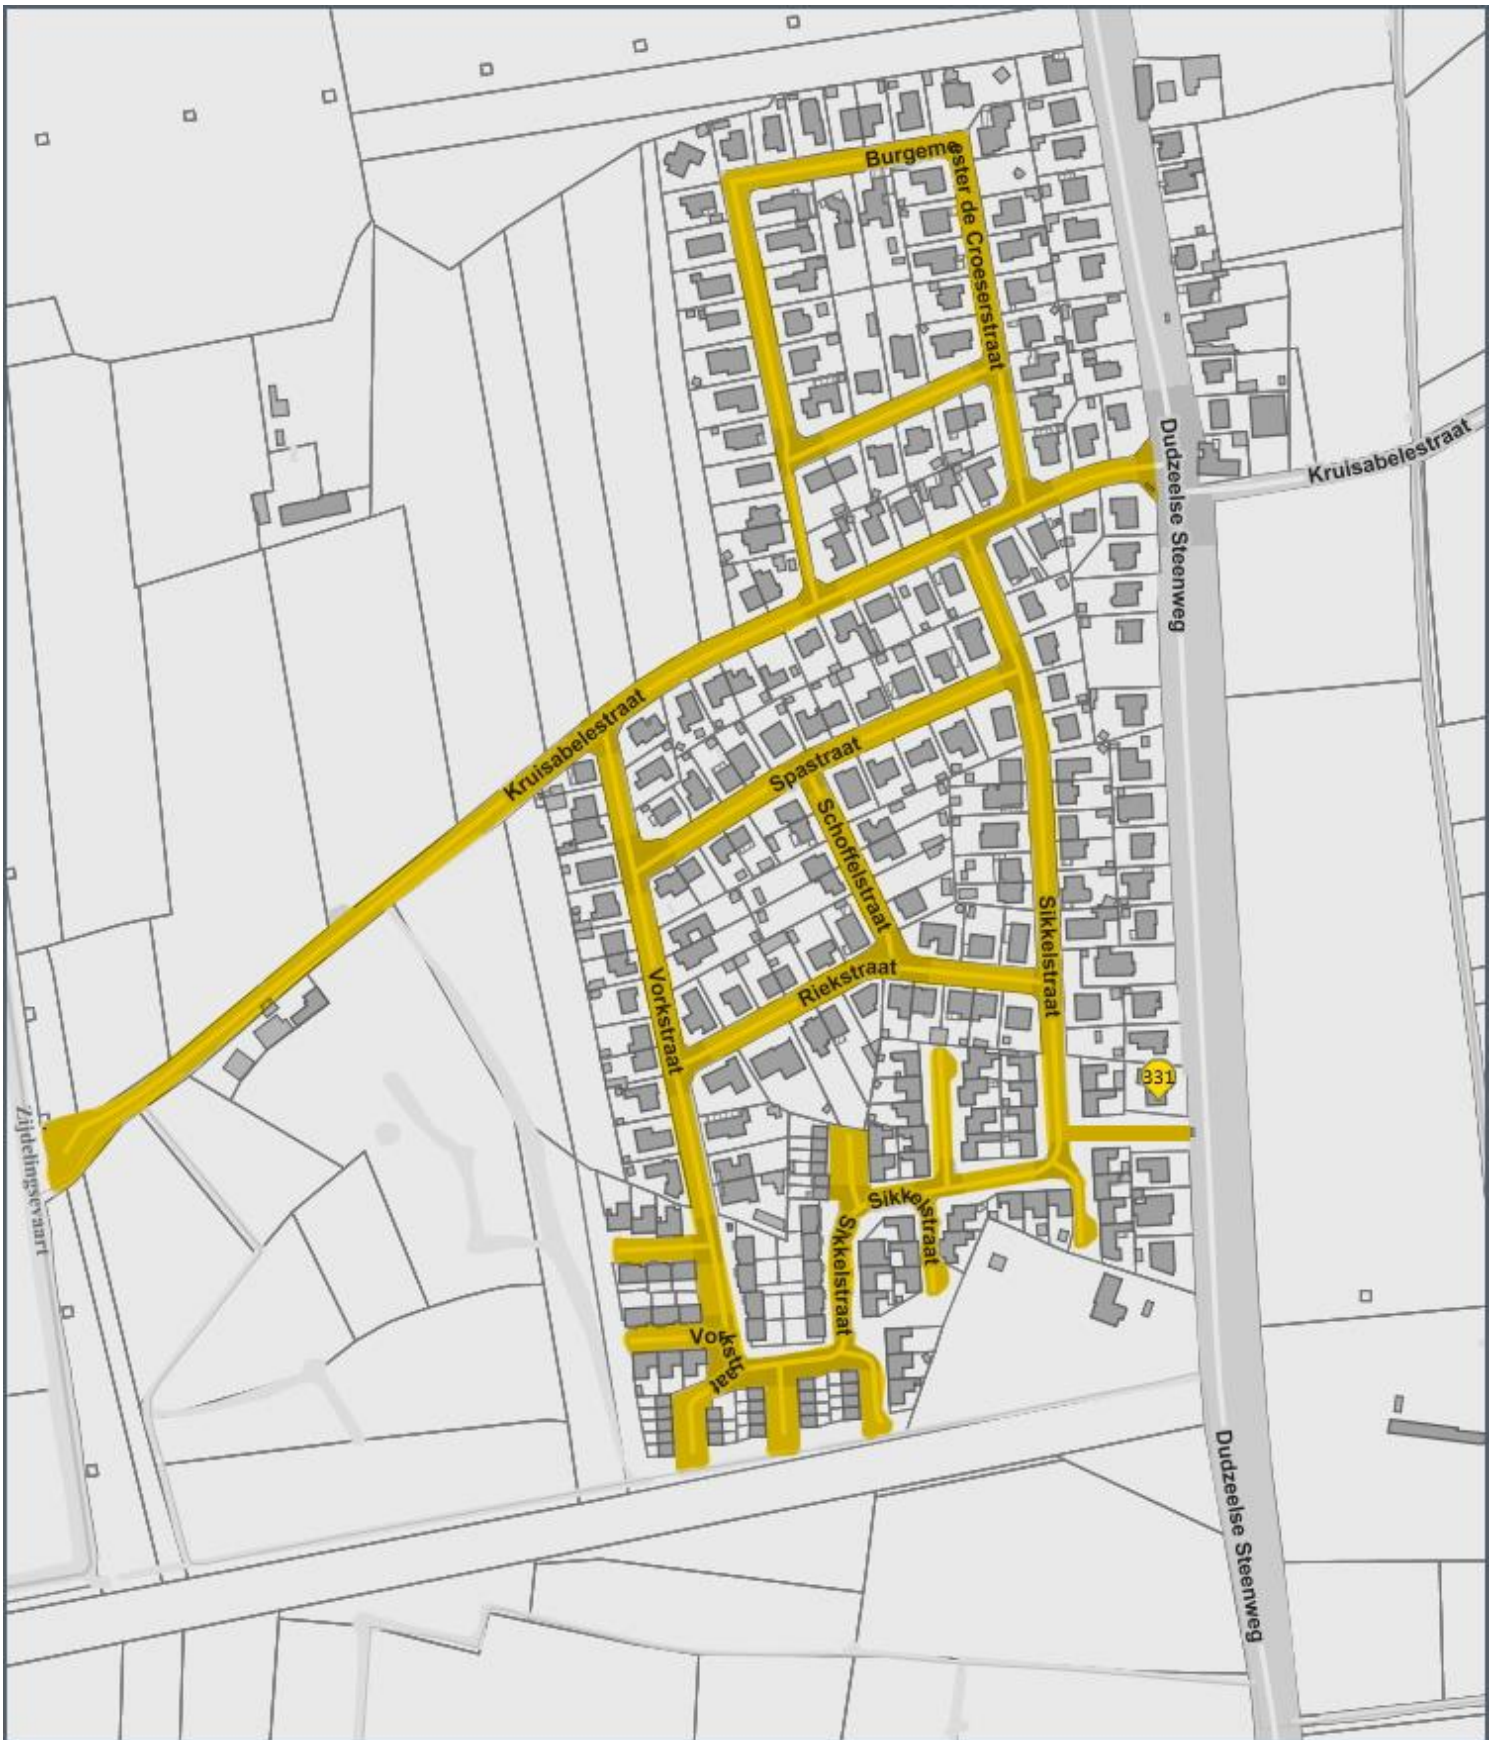 Burgemeester de Croeserstraat
Dudzeelse Steenweg
Kruisabelestraat
Kruisabelestraat
Spastraat
Schoffelstraat
Sikkelstraat
Riekstraat
Vorkstraat
331
Zijdelingsevaart
Sikkelstraat
Sikkelstraat
Vorkstraat
Dudzeelse Steenweg